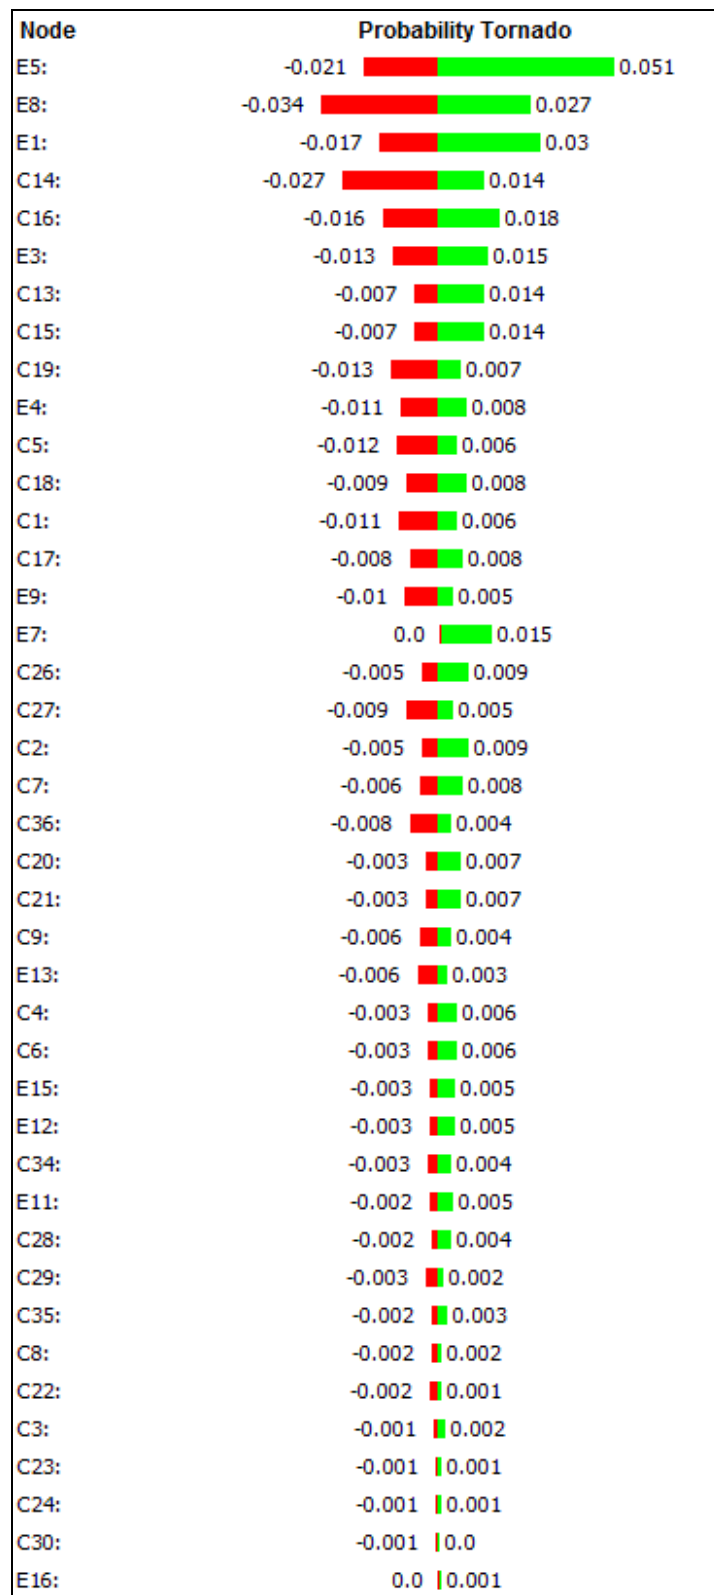 Node Probability Tornado
E5: -0.021 0.051
E8: -0.034 0.027
E1: -0.017 0.03
C14: -0.027 0.014
C16: -0.016 0.018
E3: -0.013 0.015
C13: -0.007 0.014
C15: -0.007 0.014
C19: -0.013 0.007
E4: -0.011 0.008
C5: -0.012 0.006
C18: -0.009 0.008
C1: -0.011 0.006
C17: -0.008 0.008
E9: -0.01 0.005
E7: 0.0 0.015
C26: -0.005 0.009
C27: -0.009 0.005
C2: -0.005 0.009
C7: -0.006 0.008
C36: -0.008 0.004
C20: -0.003 0.007
C21: -0.003 0.007
C9: -0.006 0.004
E13: -0.006 0.003
C4: -0.003 0.006
C6: -0.003 0.006
E15: -0.003 0.005
E12: -0.003 0.005
C34: -0.003 0.004
E11: -0.002 0.005
C28: -0.002 0.004
C29: -0.003 0.002
C35: -0.002 0.003
C8: -0.002 0.002
C22: -0.002 0.001
C3: -0.001 0.002
C23: -0.001 0.001
C24: -0.001 0.001
C30: -0.001 0.0
E16: 0.0 0.001